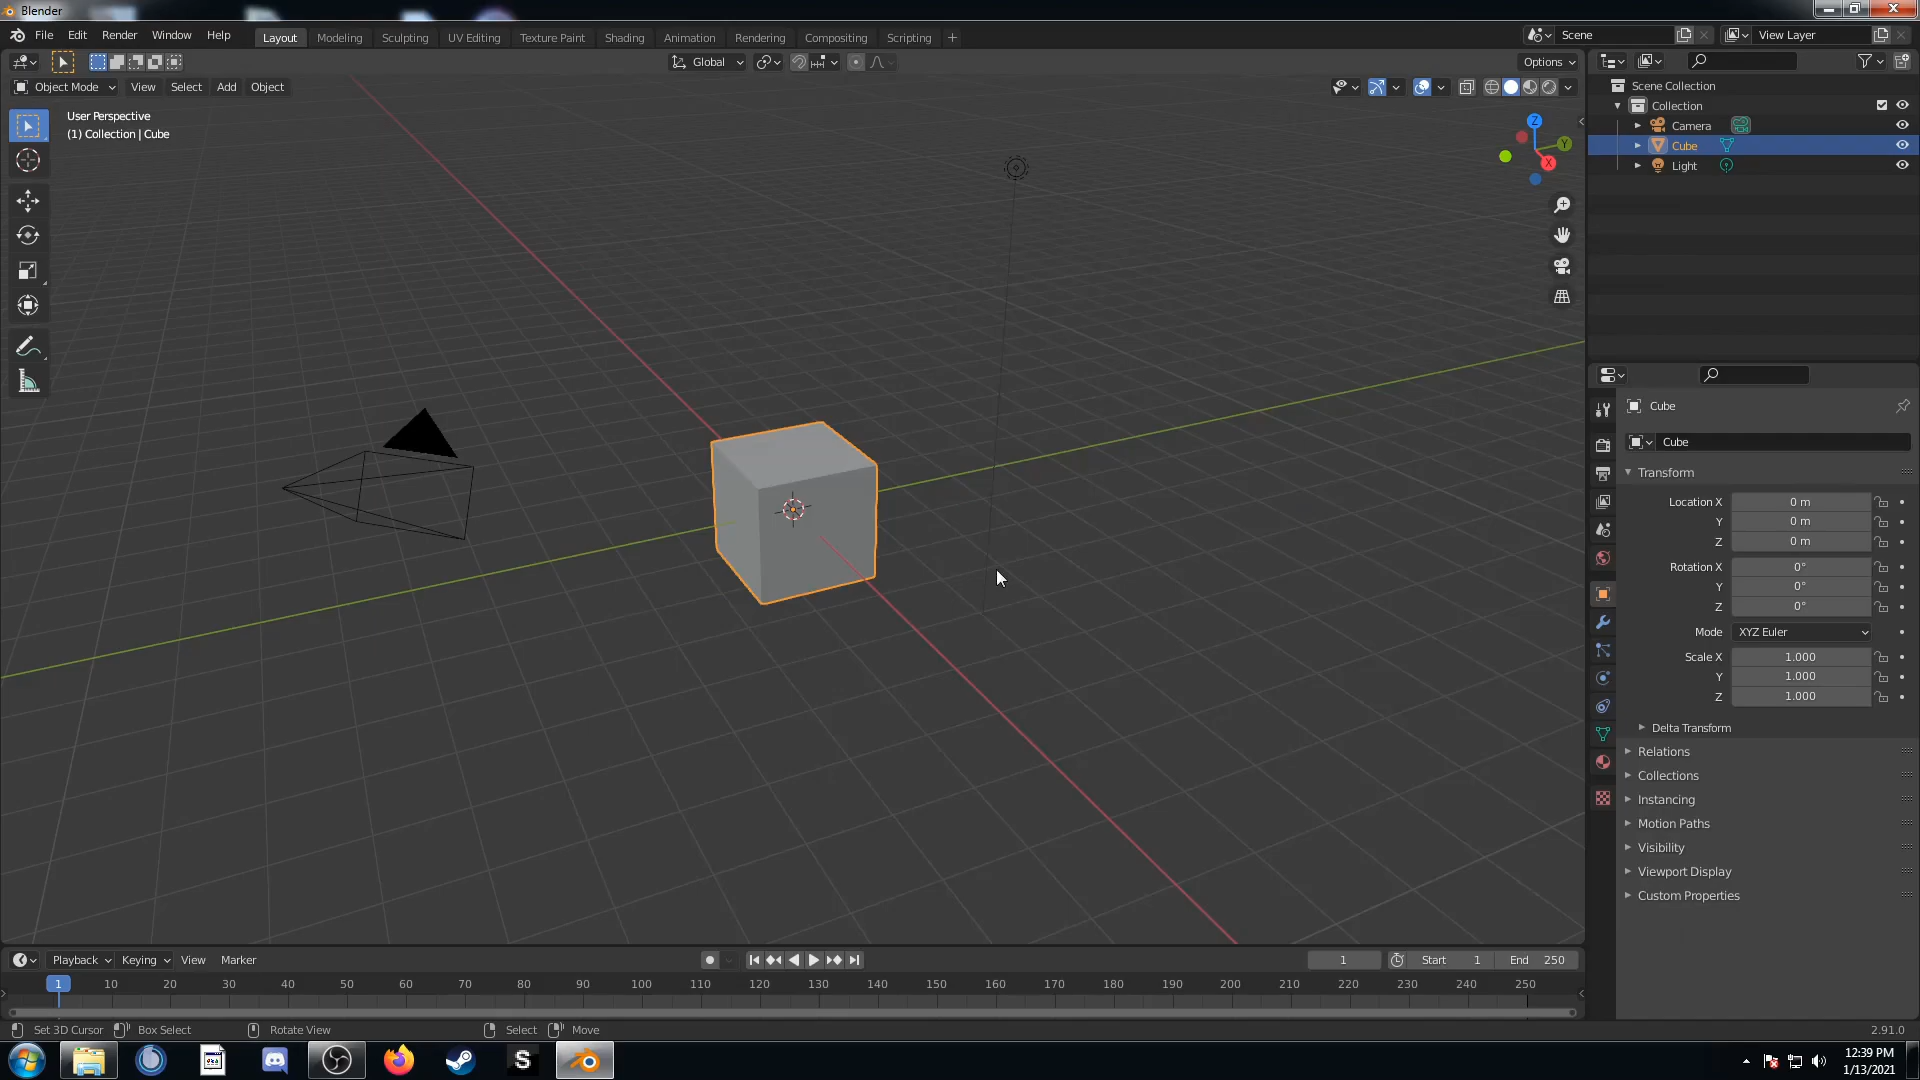 Blender
File Edit Render Window Help Layout Modeling Sculpting UV Editing Texture Paint Shading Animation Rendering Compositing Scripting + Scene View Layer
Global Options
Object Mode View Select Add Object
User Perspective
(1) Collection | Cube
Z
Y
X
Scene Collection
Collection
Camera
Cube
Light
Cube
Cube
Transform
Location X 0 m
Y 0 m
Z 0 m
Rotation X 0°
Y 0°
Z 0°
Mode XYZ Euler
Scale X 1.000
Y 1.000
Z 1.000
Delta Transform
Relations
Collections
Instancing
Motion Paths
Visibility
Viewport Display
Custom Properties
Playback Keying View Marker 1 Start 1 End 250
1 10 20 30 40 50 60 70 80 90 100 110 120 130 140 150 160 170 180 190 200 210 220 230 240 250
Set 3D Cursor Box Select Rotate View Select Move 2.91.0
S
12:39 PM
1/13/2021